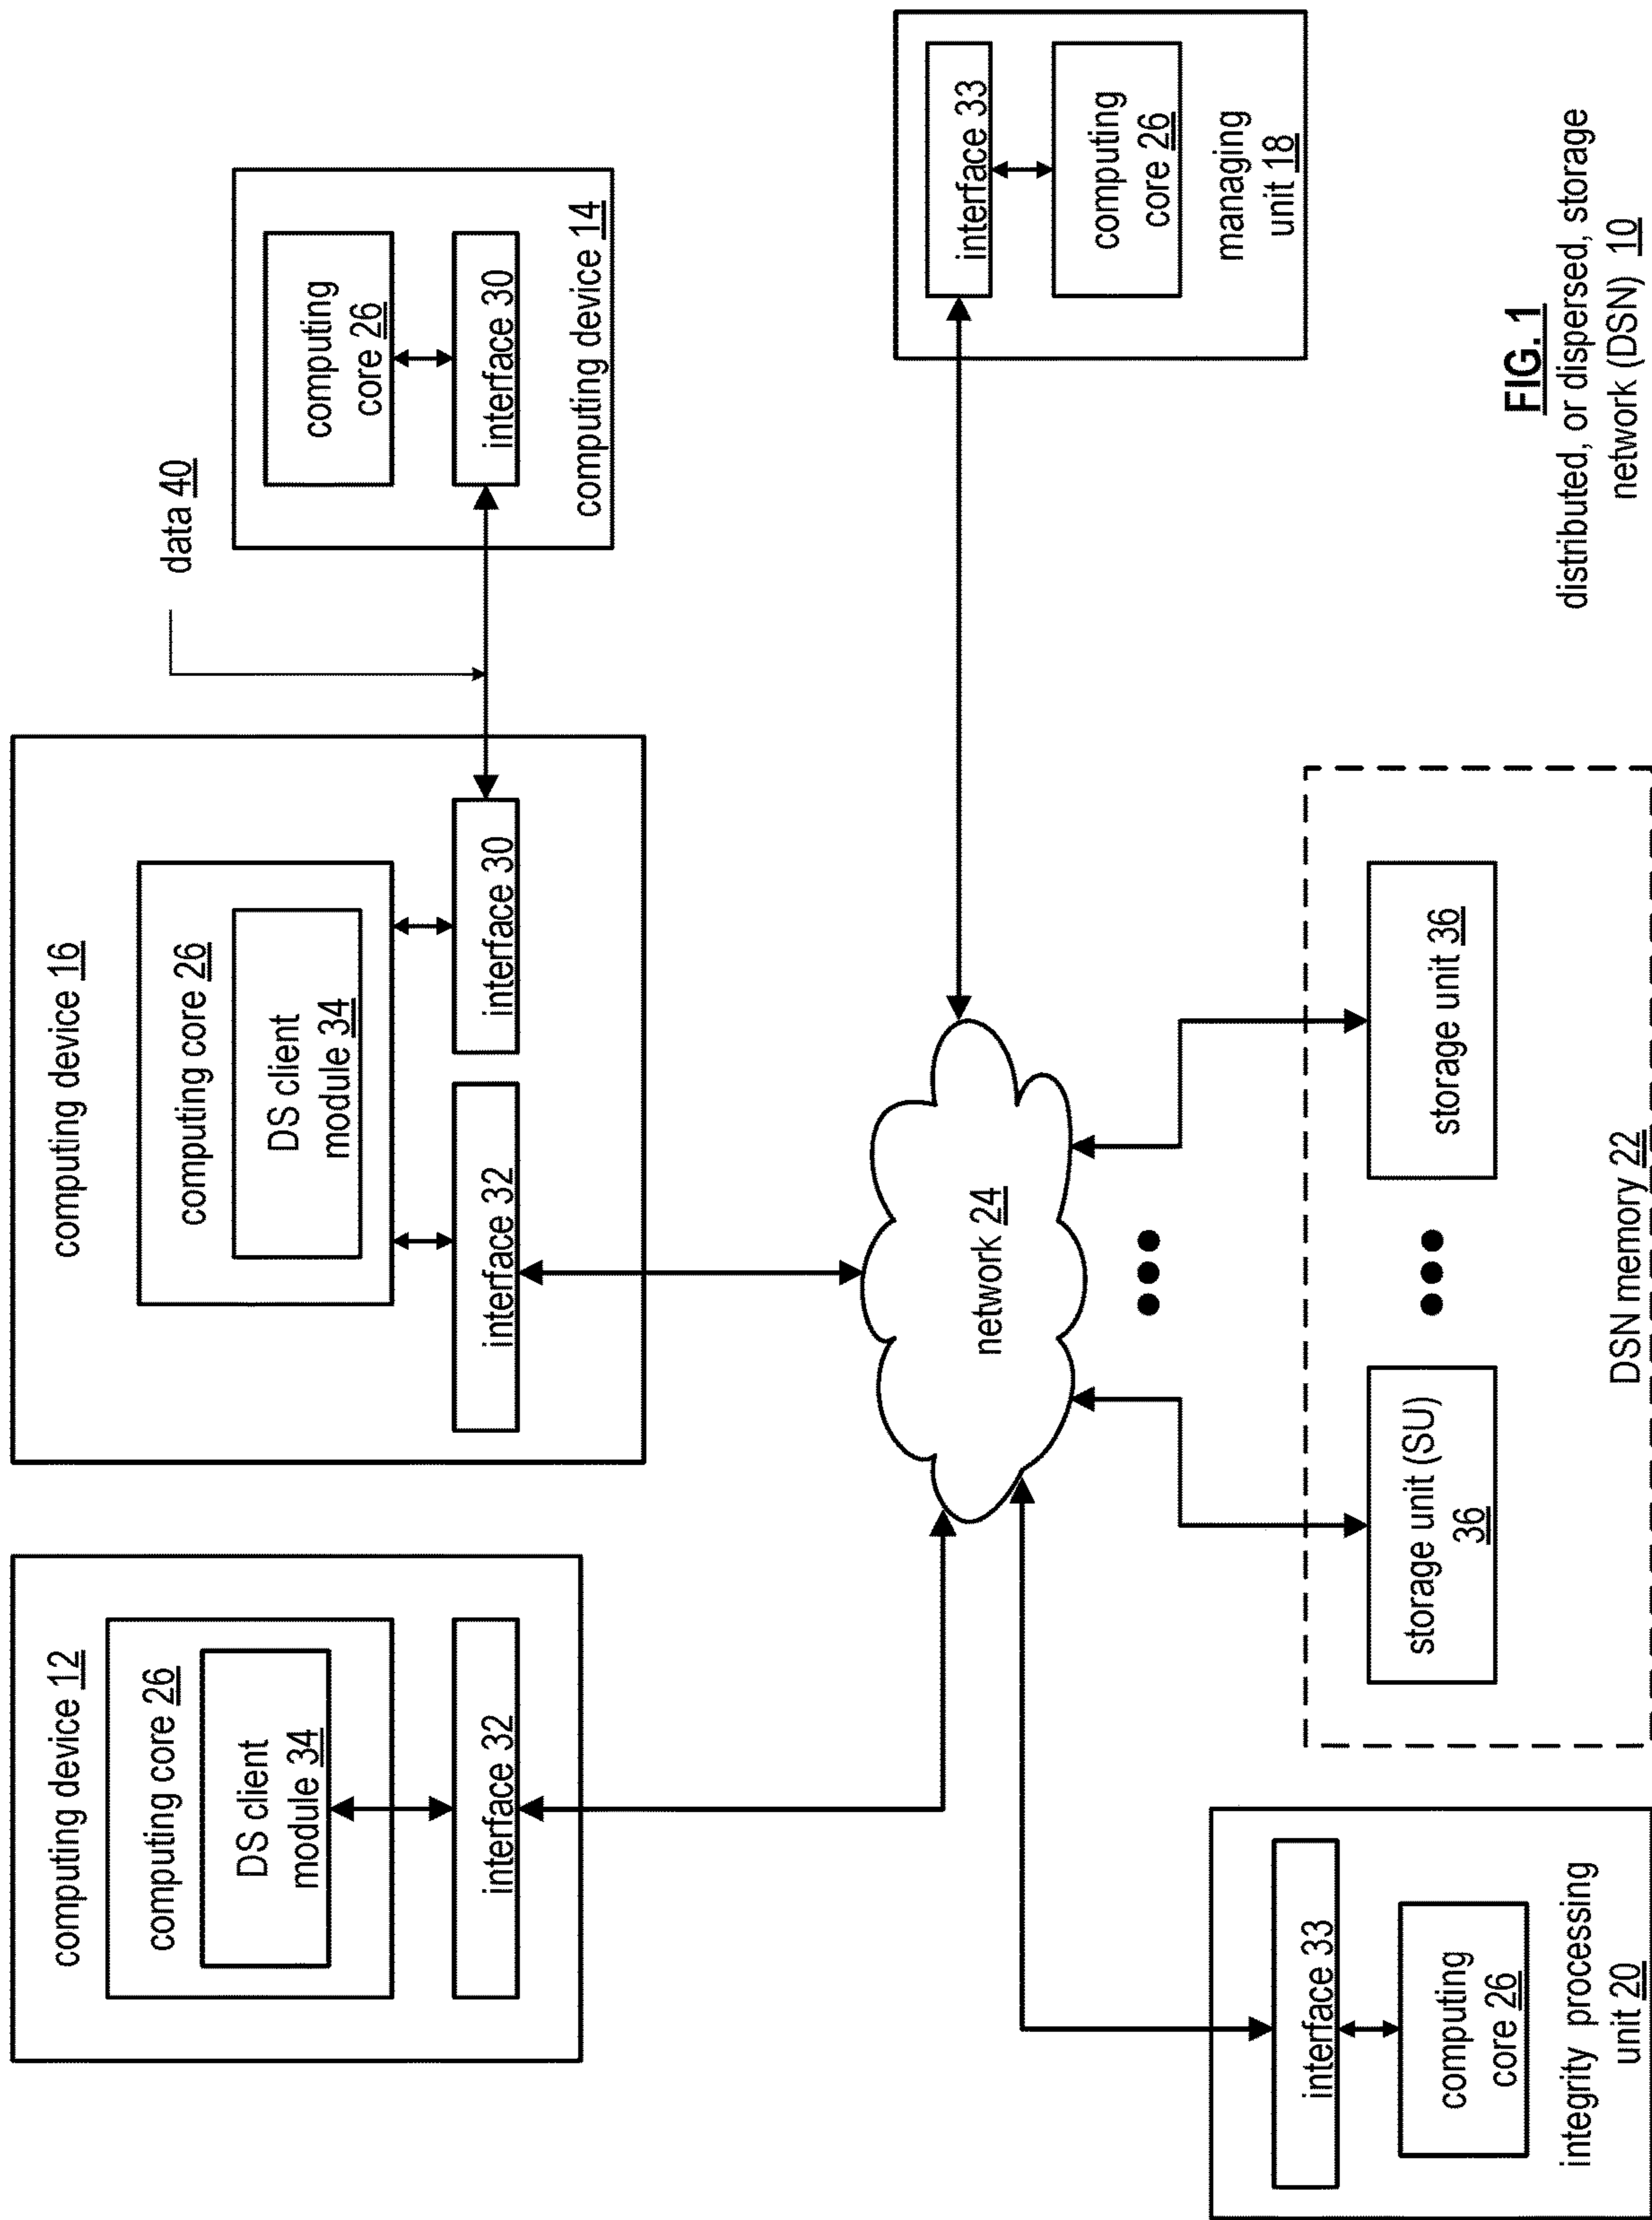 computing device 12
computing core 26
DS client
module 34
interface 32
computing device 16
computing core 26
DS client
module 34
interface 32
interface 30
data 40
computing
core 26
interface 30
computing device 14
network 24
interface 33
computing
core 26
managing
unit 18
interface 33
computing
core 26
integrity processing
unit 20
storage unit (SU)
36
storage unit 36
DSN memory 22
FIG. 1
distributed, or dispersed, storage
network (DSN) 10